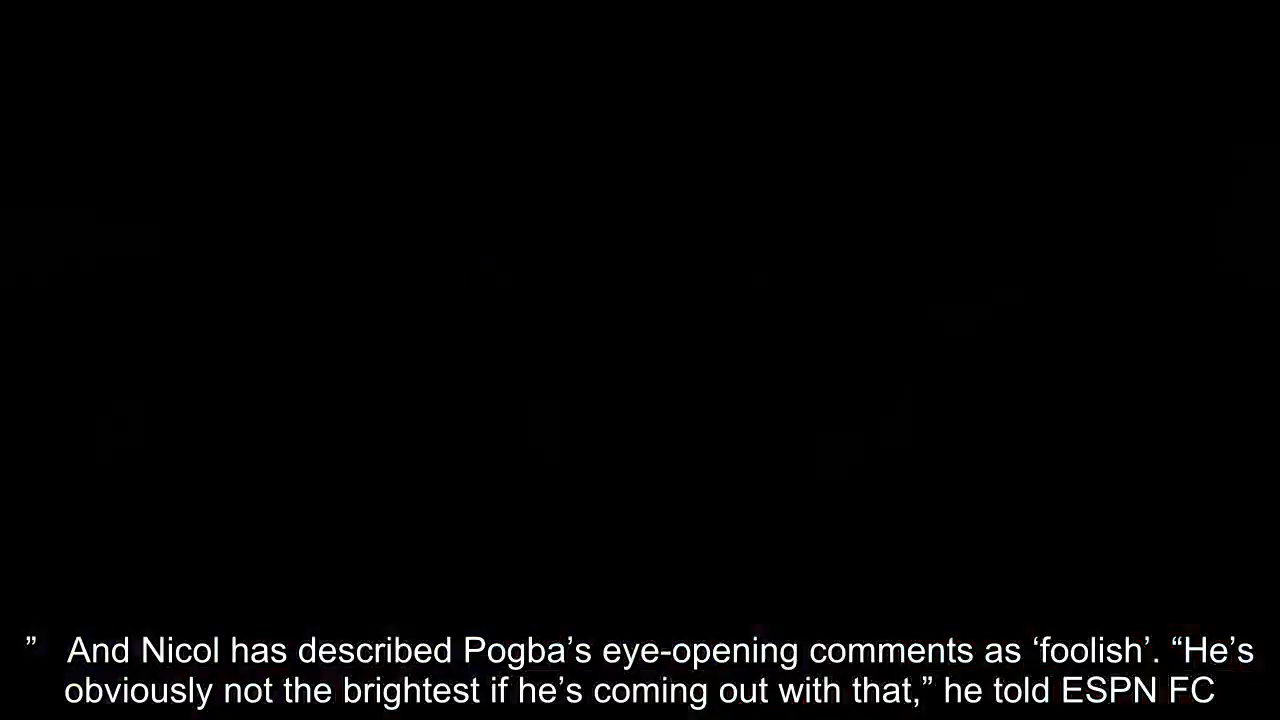 ”   And Nicol has described Pogba’s eye-opening comments as ‘foolish’. “He’s
obviously not the brightest if he’s coming out with that,” he told ESPN FC